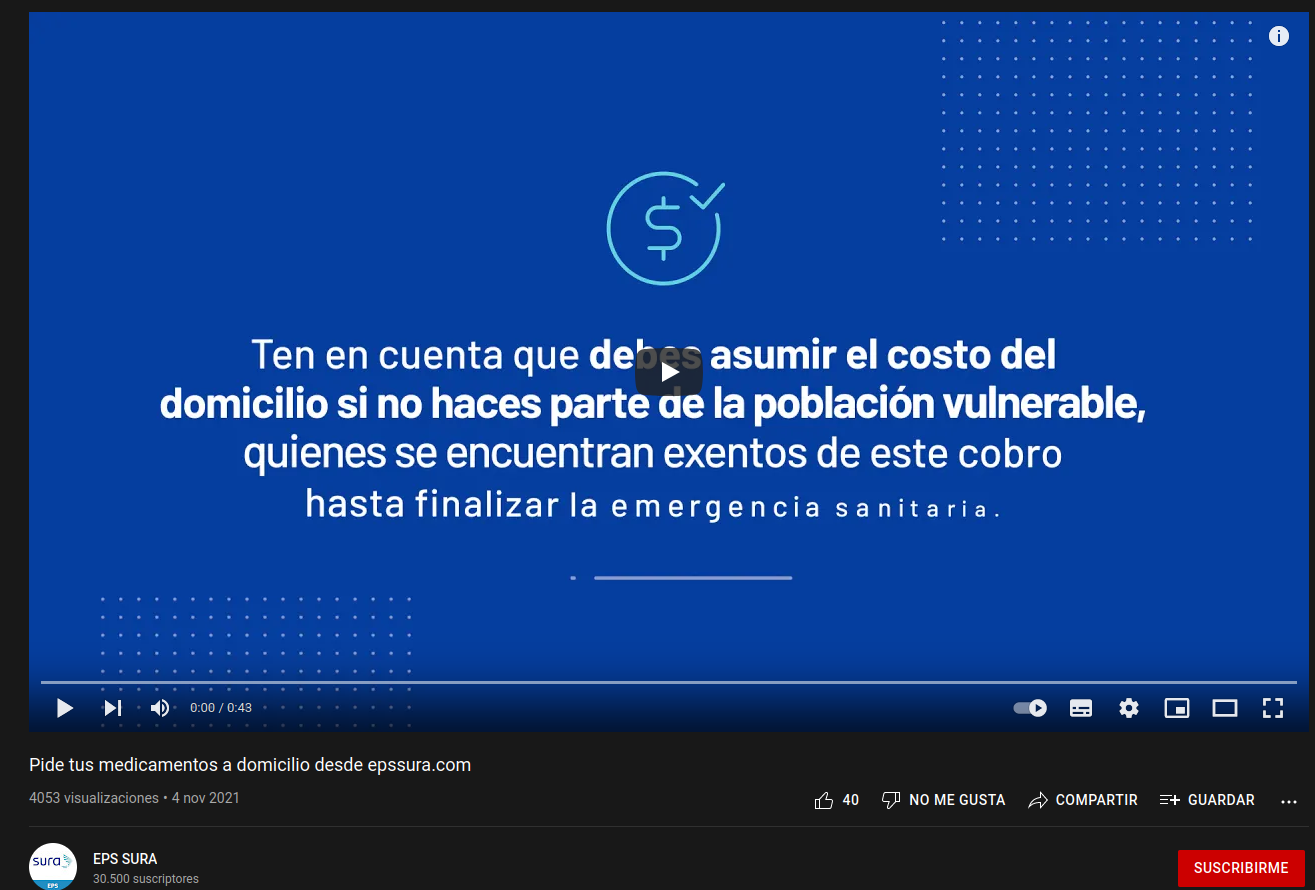 Ten en cuenta que debes asumir el costo del
domicilio si no haces parte de la población vulnerable,
quienes se encuentran exentos de este cobro
hasta finalizar la emergencia sanitaria.
0:00 / 0:43
Pide tus medicamentos a domicilio desde epssura.com
4053 visualizaciones • 4 nov 2021
40 NO ME GUSTA COMPARTIR GUARDAR
sura
EPS
EPS SURA
30.500 suscriptores
SUSCRIBIRME